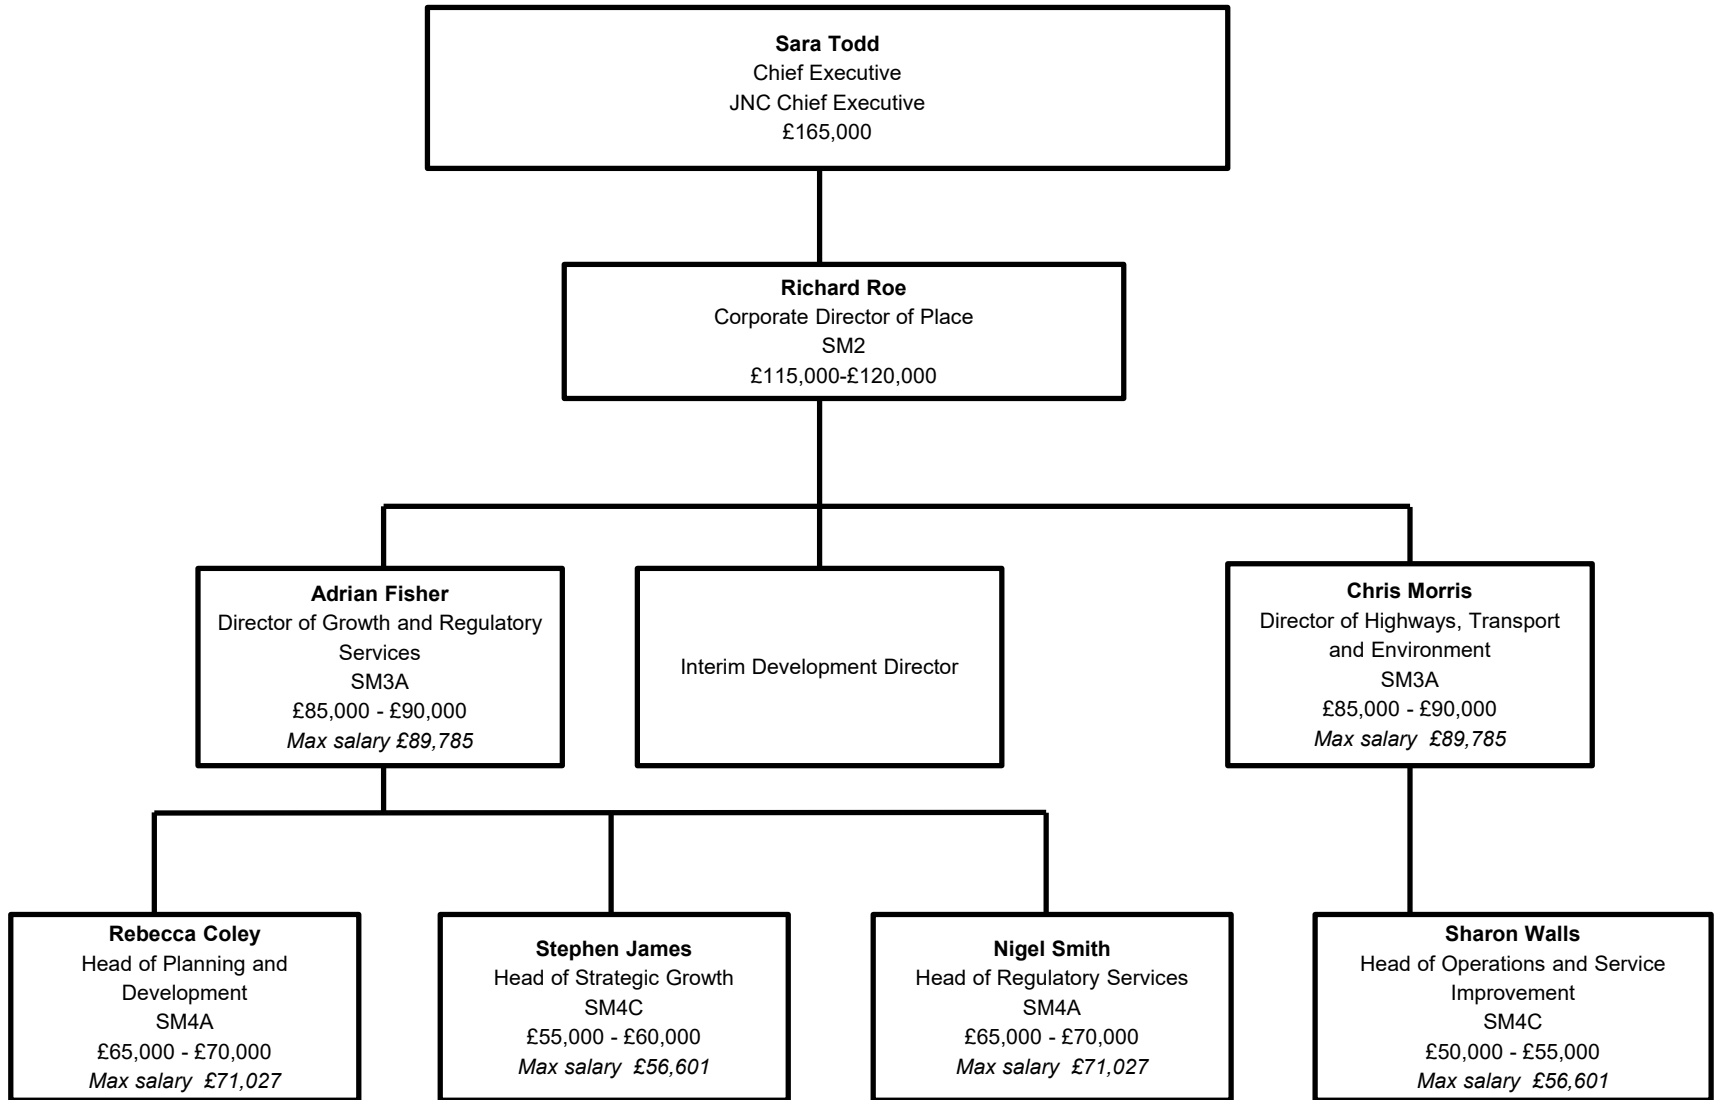 Sara Todd
Chief Executive
JNC Chief Executive
£165,000
Richard Roe
Corporate Director of Place
SM2
£115,000-£120,000
Adrian Fisher
Director of Growth and Regulatory
Services
SM3A
£85,000 - £90,000
Max salary £89,785
Interim Development Director
Chris Morris
Director of Highways, Transport
and Environment
SM3A
£85,000 - £90,000
Max salary £89,785
Rebecca Coley
Head of Planning and
Development
SM4A
£65,000 - £70,000
Max salary £71,027
Stephen James
Head of Strategic Growth
SM4C
£55,000 - £60,000
Max salary £56,601
Nigel Smith
Head of Regulatory Services
SM4A
£65,000 - £70,000
Max salary £71,027
Sharon Walls
Head of Operations and Service
Improvement
SM4C
£50,000 - £55,000
Max salary £56,601